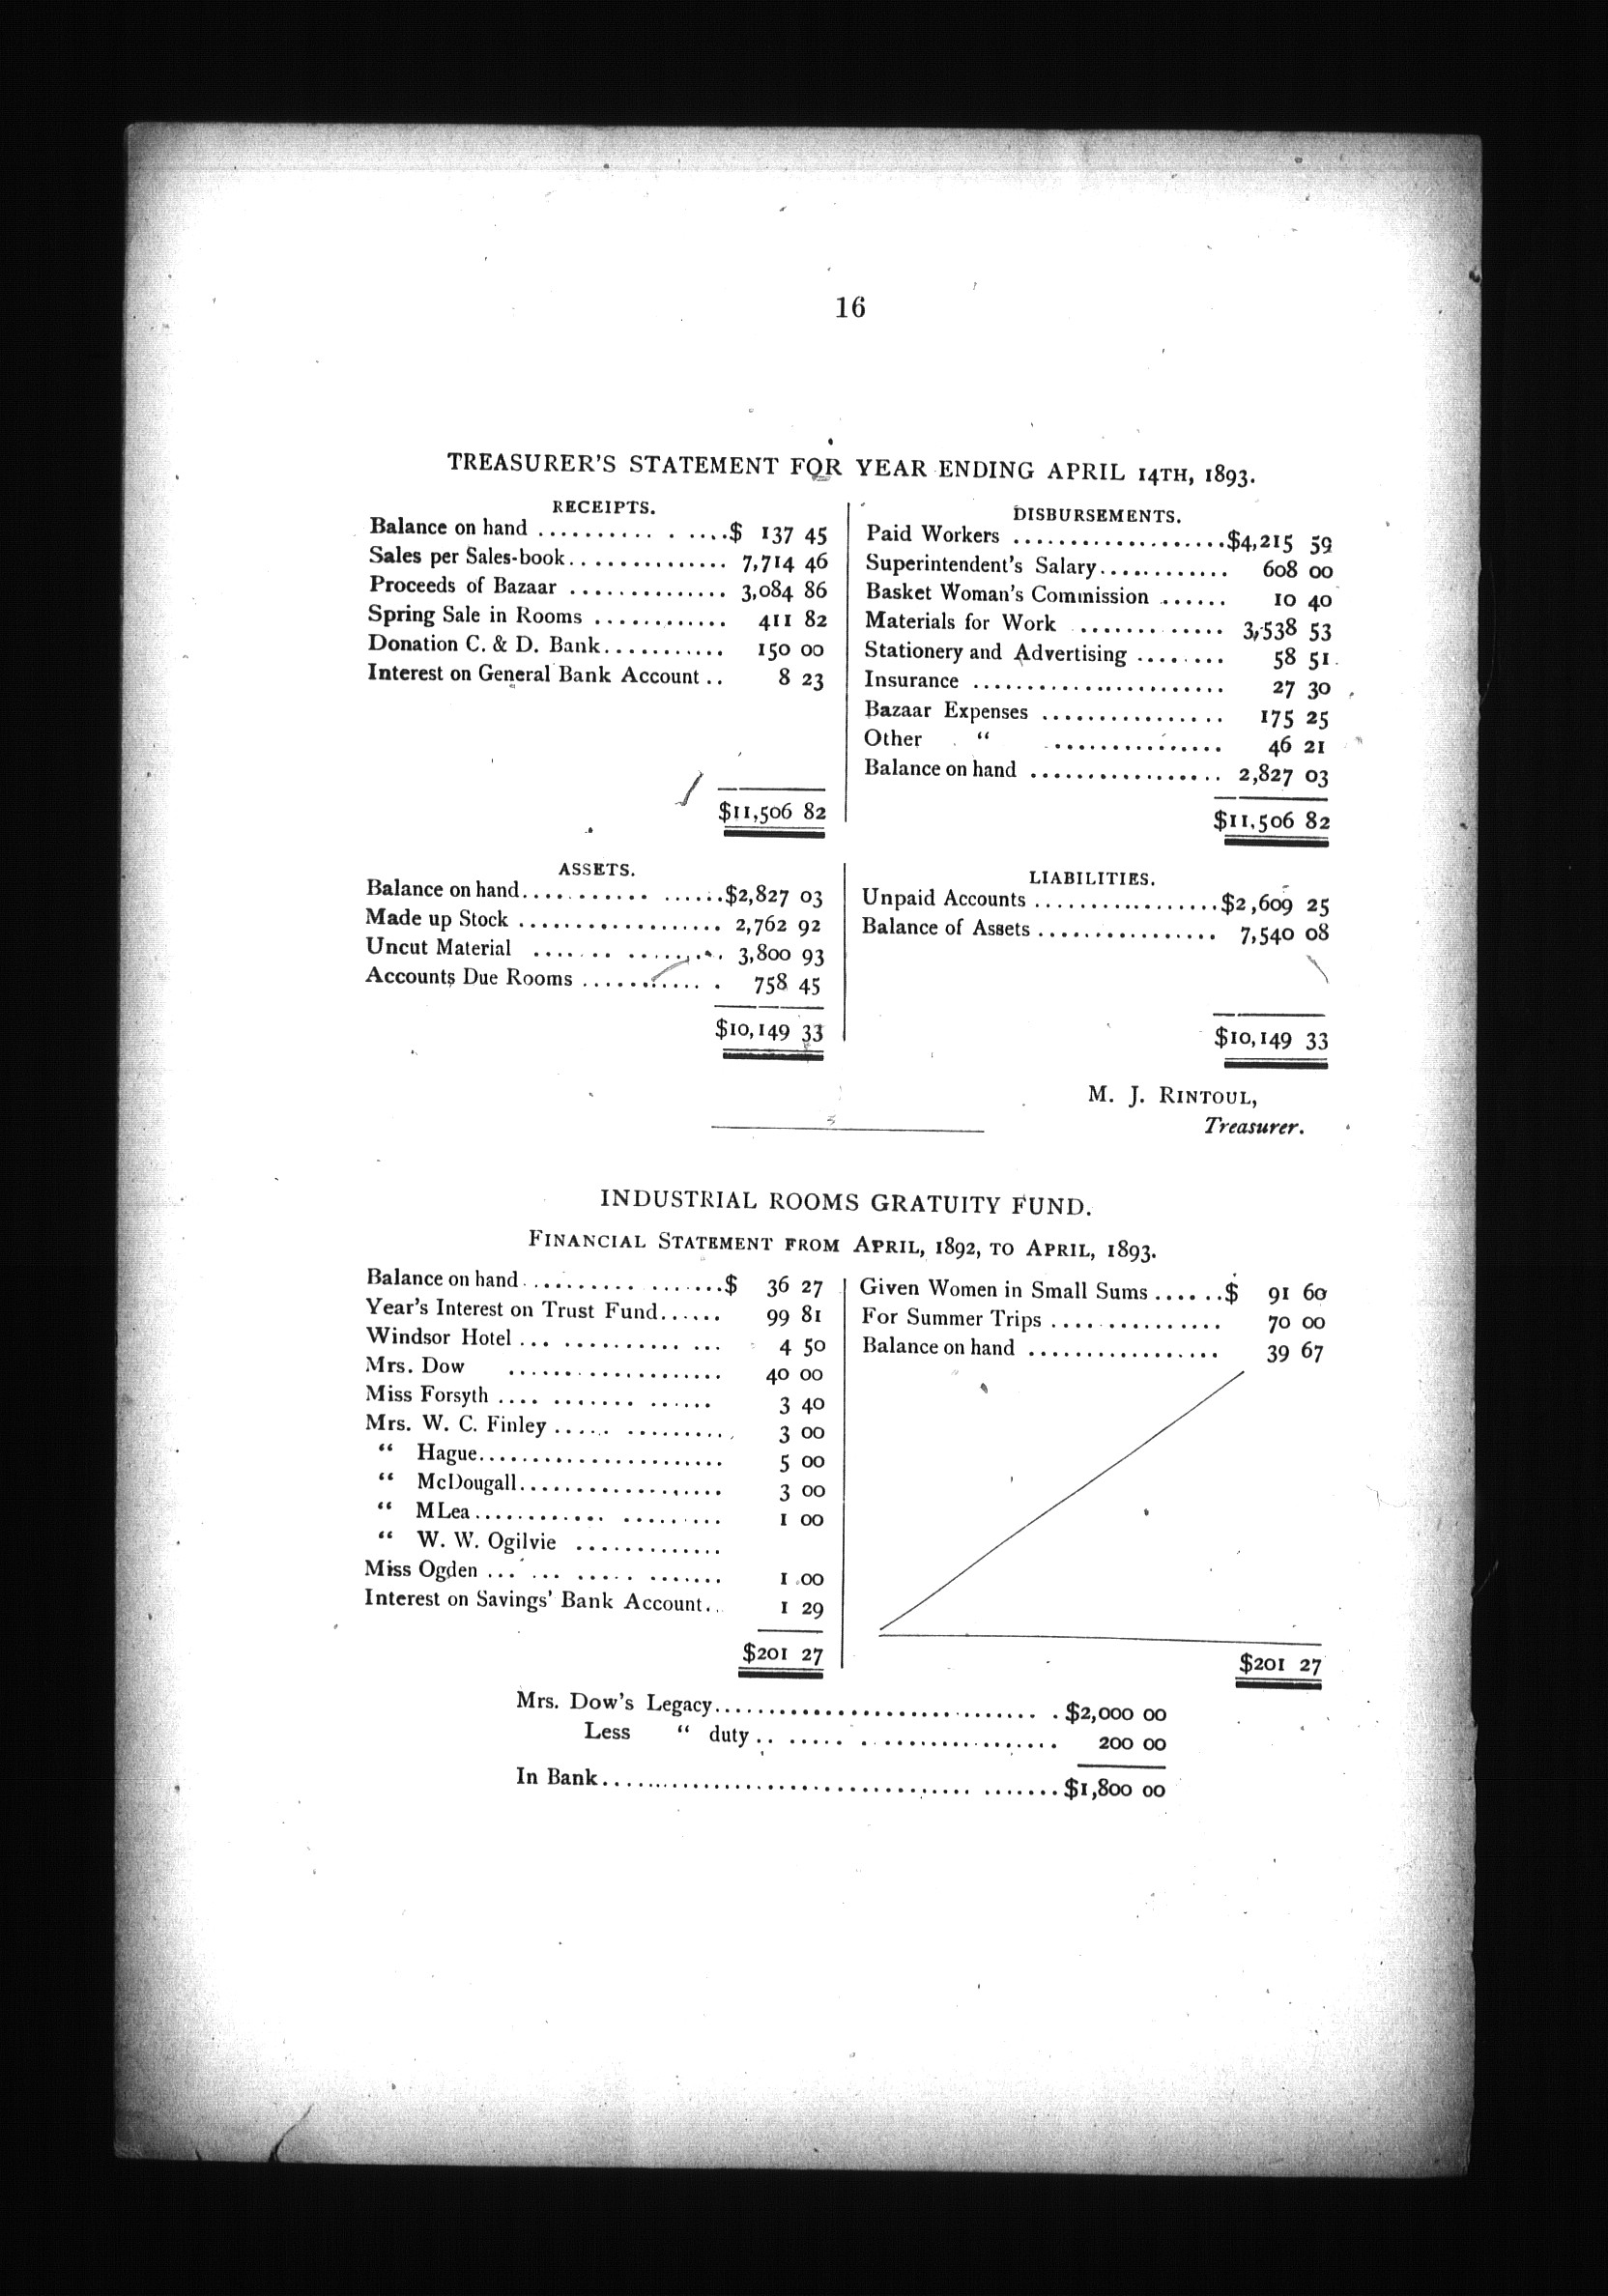 16
TREASURER'S STATEMENT FOR YEAR ENDING APRIL 14TH, 1893.
RECEIPTS.
Balance on hand ....................$ 137 45
Sales per Sales-book............... 7,714 46
Proceeds of Bazaar ............... 3,084 86
Spring Sale in Rooms ............ 411 82
Donation C. & D. Bank........... 150 00
Interest on General Bank Account .. 8 23
$11,506 82
DISBURSEMENTS.
Paid Workers ...................$4,215 59
Superintendent's Salary............ 608 00
Basket Woman's Commission ...... 10 40
Materials for Work ............. 3,538 53
Stationery and Advertising ........ 58 51
Insurance ....................... 27 30
Bazaar Expenses ................ 175 25
Other " ............... 46 21
Balance on hand ................. 2,827 03
$11,506 82
ASSETS.
Balance on hand..................$2,827 03
Made up Stock .................. 2,762 92
Uncut Material ................ 3,800 93
Accounts Due Rooms ............ 758 45
$10,149 33
LIABILITIES.
Unpaid Accounts .................$2,609 25
Balance of Assets ................ 7,540 08
$10,149 33
M. J. RINTOUL,
Treasurer.
INDUSTRIAL ROOMS GRATUITY FUND.
FINANCIAL STATEMENT FROM APRIL, 1892, TO APRIL, 1893.
Balance on hand..................$ 36 27
Year's Interest on Trust Fund...... 99 81
Windsor Hotel ... ........... ... 4 50
Mrs. Dow .................... 40 00
Miss Forsyth .... ....... ...... 3 40
Mrs. W. C. Finley ..... .......... 3 00
" Hague....................... 5 00
" McDougall................... 3 00
" MLea............ ......... 1 00
" W. W. Ogilvie .............
Miss Ogden ... ... ..... ....... 1 00
Interest on Savings' Bank Account.. 1 29
$201 27
Given Women in Small Sums ......$ 91 60
For Summer Trips ............... 70 00
Balance on hand ................. 39 67
$201 27
Mrs. Dow's Legacy.............................. .$2,000 00
Less " duty .. ..... .................. 200 00
In Bank................................. .......$1,800 00